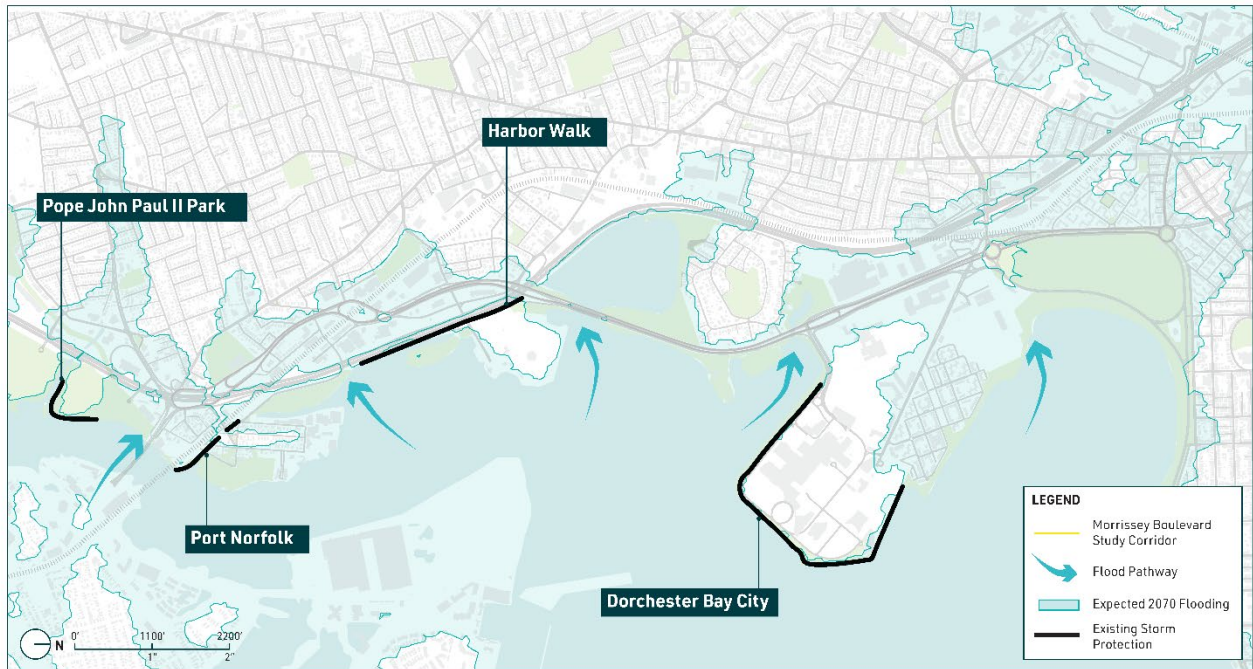 Harbor Walk
Pope John Paul II Park
Port Norfolk
Dorchester Bay City
LEGEND
Morrissey Boulevard
Study Corridor
Flood Pathway
Expected 2070 Flooding
Existing Storm
Protection
N
0' 1100' 2200'
1" 2"